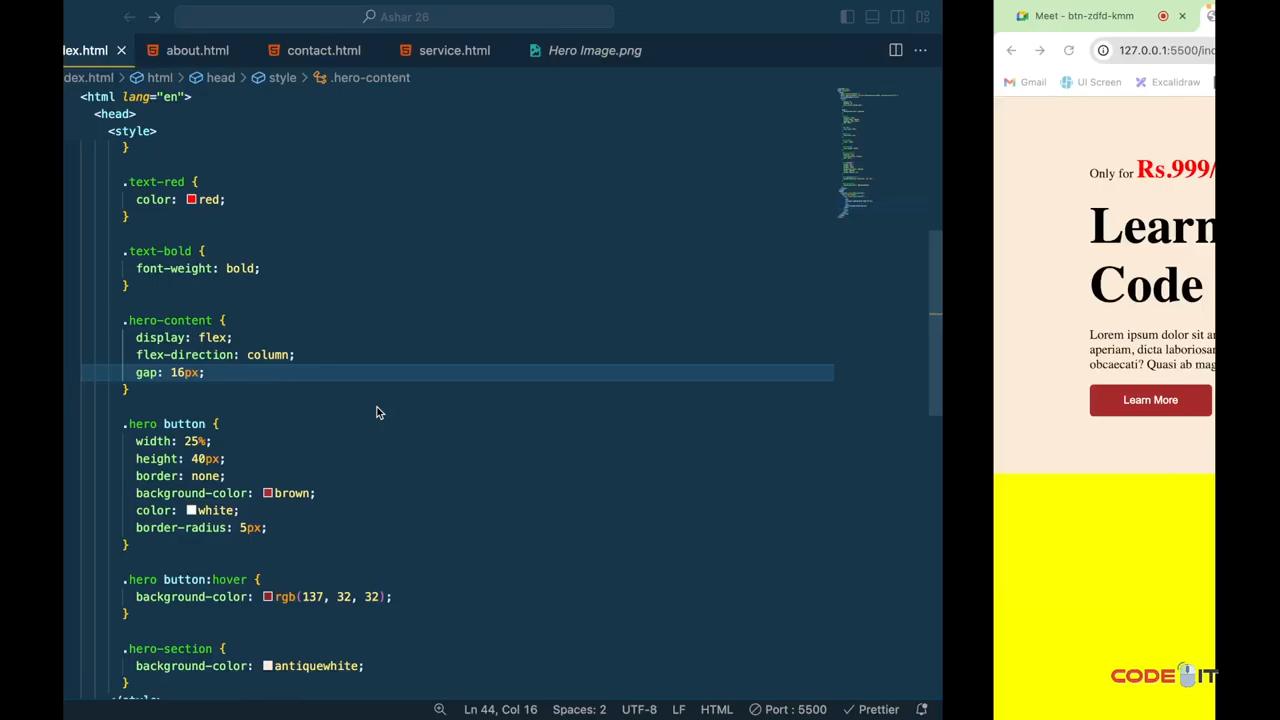 Ashar 26
dex.html
about.html
contact.html
service.html
Hero Image.png
dex.html > html > head > style > .hero-content
<html lang="en">
<head>
<style>
}
.text-red {
color: red;
}
.text-bold {
font-weight: bold;
}
.hero-content {
display: flex;
flex-direction: column;
gap: 16px;
}
.hero button {
width: 25%;
height: 40px;
border: none;
background-color: brown;
color: white;
border-radius: 5px;
}
.hero button:hover {
background-color: rgb(137, 32, 32);
}
.hero-section {
background-color: antiquewhite;
}
</style>
Ln 44, Col 16
Spaces: 2
UTF-8
LF
HTML
Port : 5500
Prettier
Meet - btn-zdfd-kmm
127.0.0.1:5500/ind
Gmail
UI Screen
Excalidraw
Only for Rs.999/
Learn
Code
Lorem ipsum dolor sit a
aperiam, dicta laboriosa
obcaecati? Quasi ab mag
Learn More
CODE IT